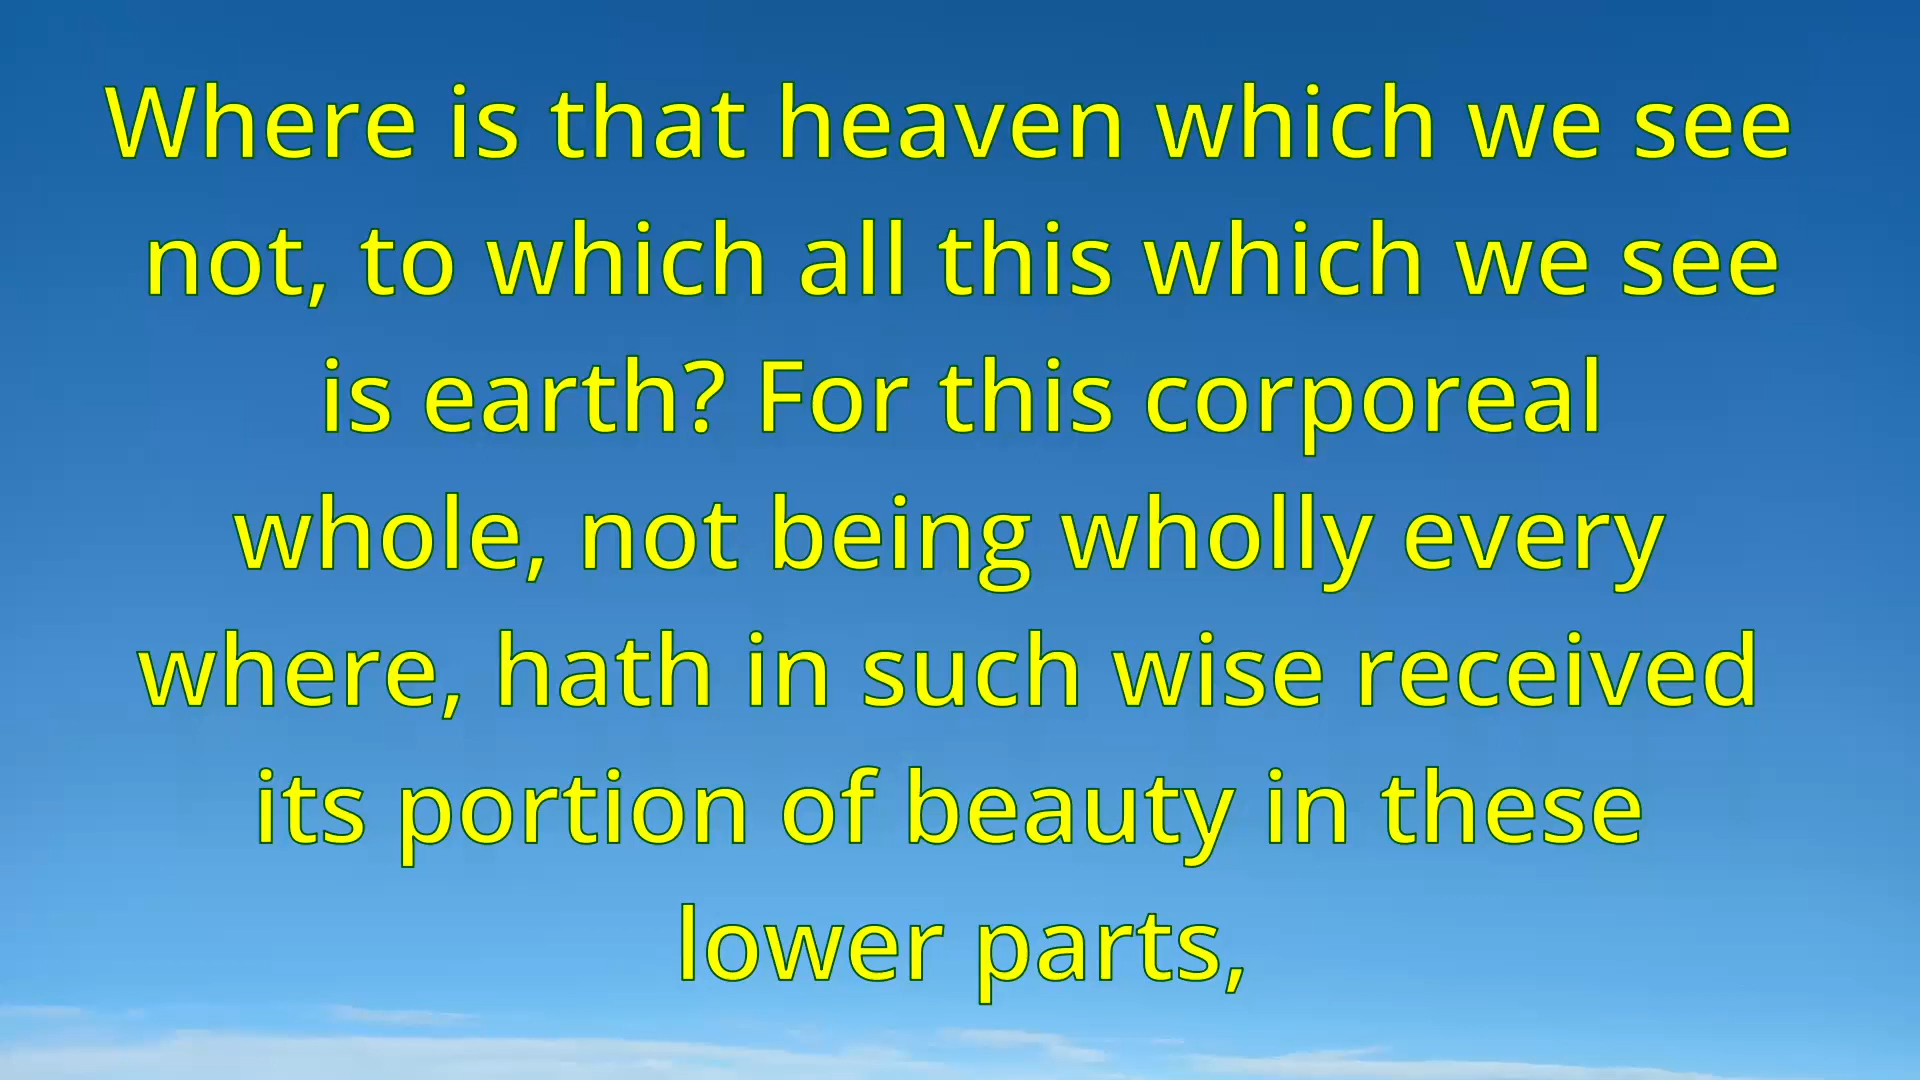 Where is that heaven which we see
not, to which all this which we see
is earth? For this corporeal
whole, not being wholly every
where, hath in such wise received
its portion of beauty in these
lower parts,